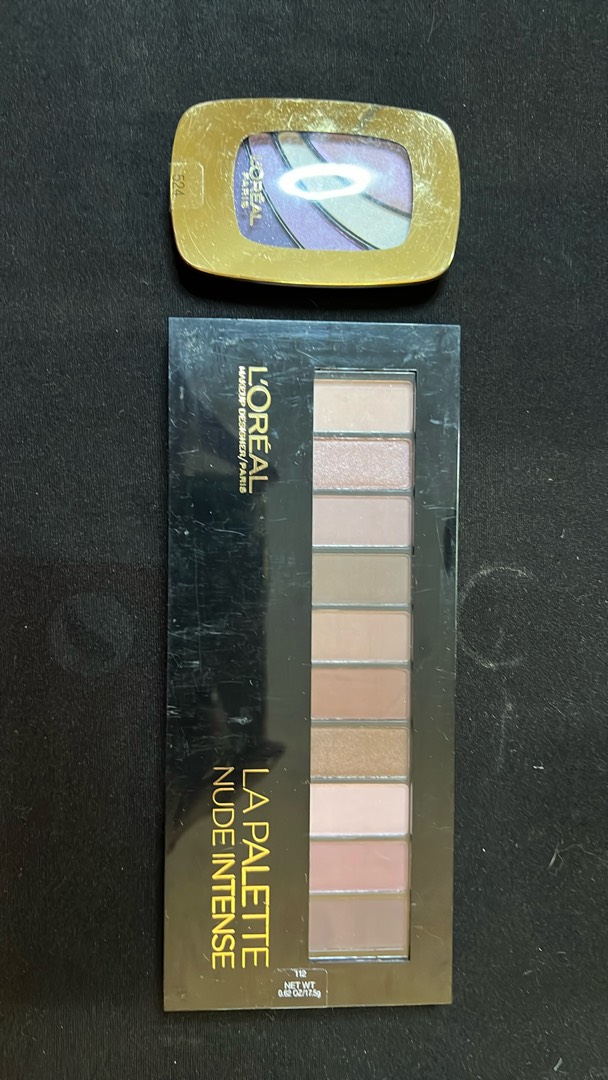 524
L'ORÉAL
PARIS
L'ORÉAL
MAKEUP DESIGNER/PARIS
LA PALETTE
NUDE INTENSE
112
NET WT
0.62 OZ/17.5g